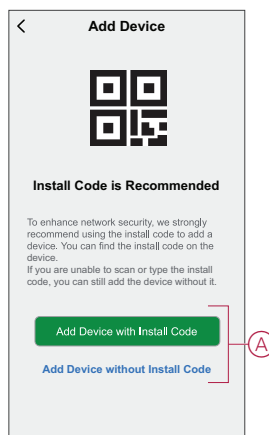 Add Device
Install Code is Recommended
To enhance network security, we strongly
recommend using the install code to add a
device. You can find the install code on the
device.
If you are unable to scan or type the install
code, you can still add the device without it.
Add Device with Install Code
Add Device without Install Code
A